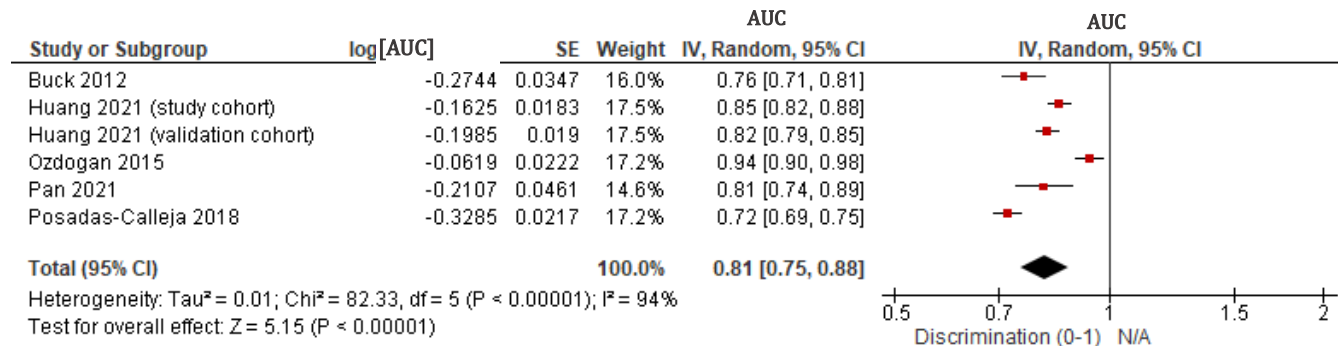 AUC AUC
Study or Subgroup log[AUC] SE Weight IV, Random, 95% CI IV, Random, 95% CI
Buck 2012 -0.2744 0.0347 16.0% 0.76 [0.71, 0.81]
Huang 2021 (study cohort) -0.1625 0.0183 17.5% 0.85 [0.82, 0.88]
Huang 2021 (validation cohort) -0.1985 0.019 17.5% 0.82 [0.79, 0.85]
Ozdogan 2015 -0.0619 0.0222 17.2% 0.94 [0.90, 0.98]
Pan 2021 -0.2107 0.0461 14.6% 0.81 [0.74, 0.89]
Posadas-Calleja 2018 -0.3285 0.0217 17.2% 0.72 [0.69, 0.75]
Total (95% CI) 100.0% 0.81 [0.75, 0.88]
Heterogeneity: Tau² = 0.01; Chi² = 82.33, df = 5 (P < 0.00001); I² = 94%
Test for overall effect: Z = 5.15 (P < 0.00001)
0.5 0.7 1 1.5 2
Discrimination (0-1) N/A